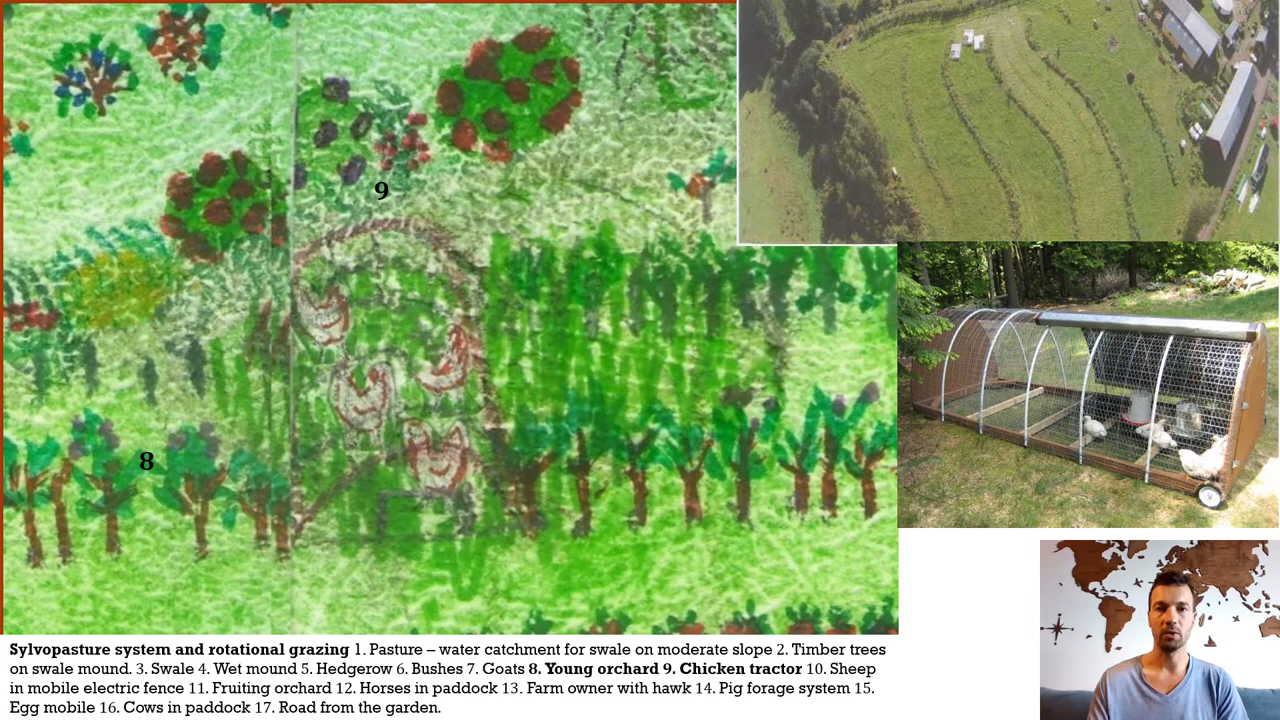 9
8
Sylvopasture system and rotational grazing 1. Pasture – water catchment for swale on moderate slope 2. Timber trees
on swale mound. 3. Swale 4. Wet mound 5. Hedgerow 6. Bushes 7. Goats 8. Young orchard 9. Chicken tractor 10. Sheep
in mobile electric fence 11. Fruiting orchard 12. Horses in paddock 13. Farm owner with hawk 14. Pig forage system 15.
Egg mobile 16. Cows in paddock 17. Road from the garden.